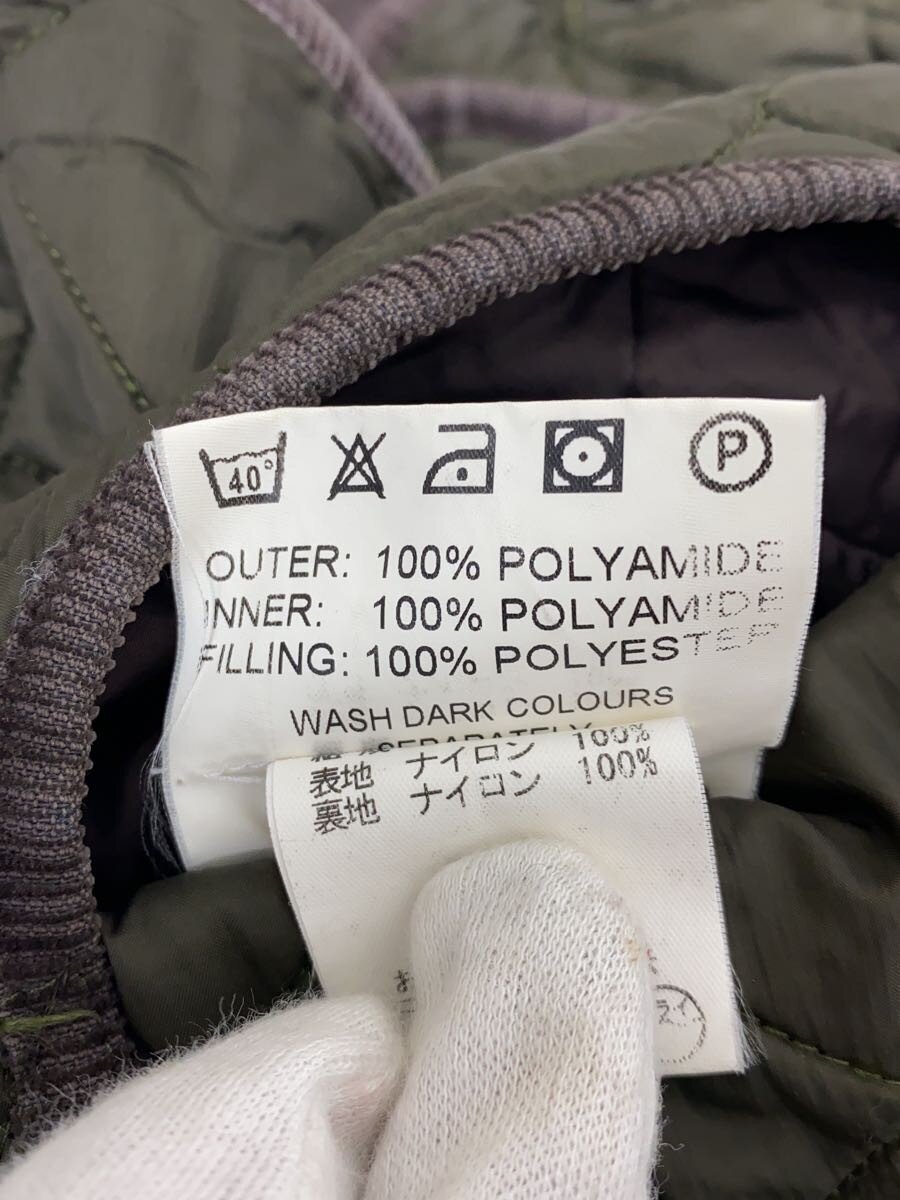 40°
P
OUTER: 100% POLYAMIDE
INNER: 100% POLYAMIDE
FILLING: 100% POLYESTER
WASH DARK COLOURS
SEPARATELY
表地 ナイロン 100%
裏地 ナイロン 100%